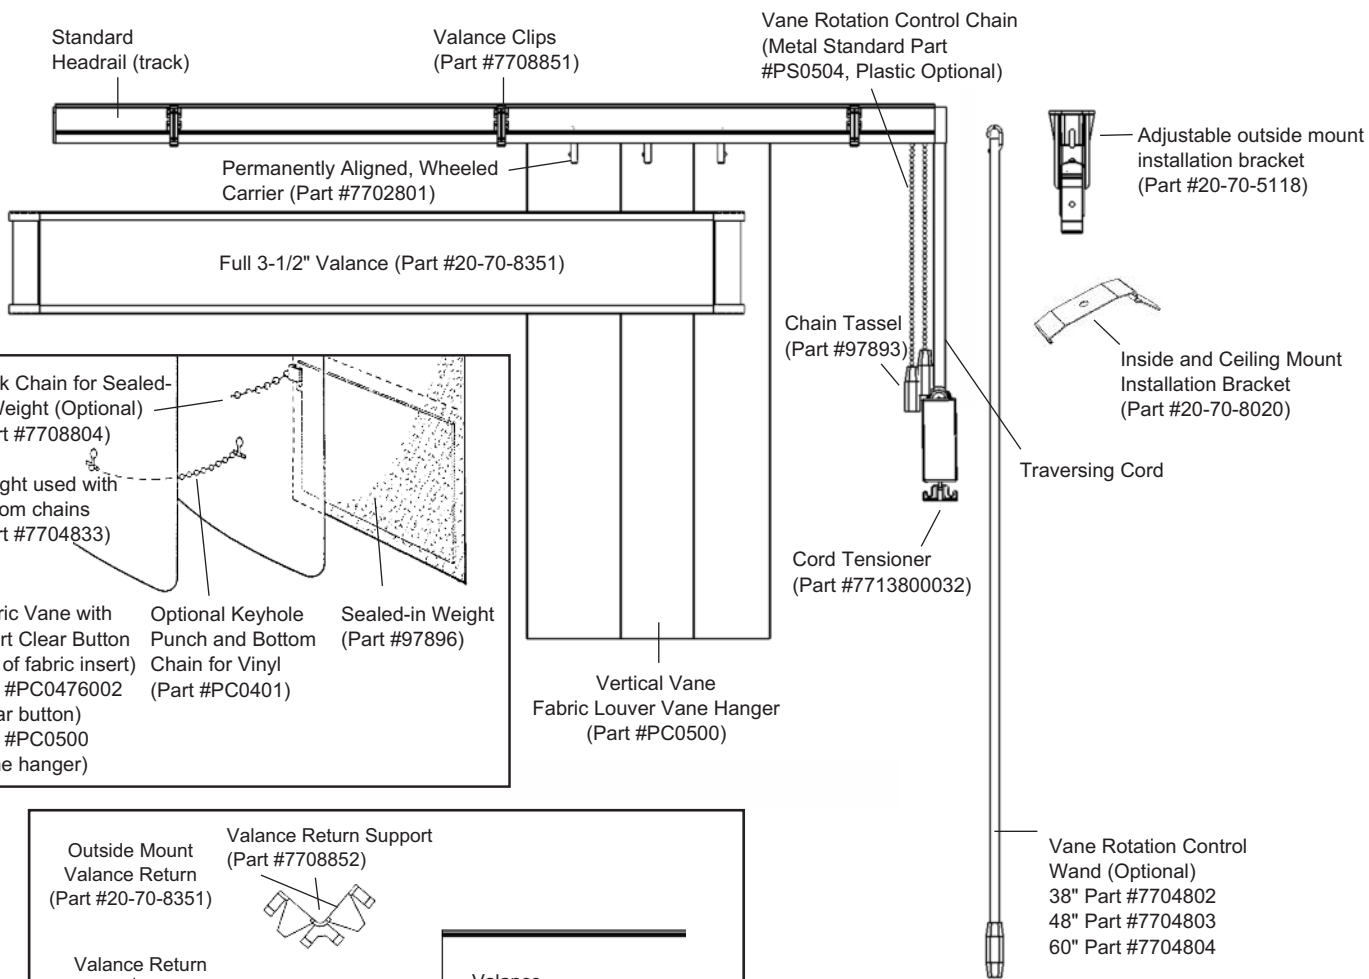 Standard
Headrail (track)
Valance Clips
(Part #7708851)
Vane Rotation Control Chain
(Metal Standard Part
#PS0504, Plastic Optional)
Adjustable outside mount
installation bracket
(Part #20-70-5118)
Permanently Aligned, Wheeled
Carrier (Part #7702801)
Full 3-1/2" Valance (Part #20-70-8351)
Chain Tassel
(Part #97893)
Inside and Ceiling Mount
Installation Bracket
(Part #20-70-8020)
Traversing Cord
Cord Tensioner
(Part #7713800032)
k Chain for Sealed-
Weight (Optional)
rt #7708804)
ght used with
om chains
rt #7704833)
ric Vane with
rt Clear Button
of fabric insert)
#PC0476002
ar button)
#PC0500
ne hanger)
Optional Keyhole
Punch and Bottom
Chain for Vinyl
(Part #PC0401)
Sealed-in Weight
(Part #97896)
Vertical Vane
Fabric Louver Vane Hanger
(Part #PC0500)
Outside Mount
Valance Return
(Part #20-70-8351)
Valance Return Support
(Part #7708852)
Valance Return
Valance
Vane Rotation Control
Wand (Optional)
38" Part #7704802
48" Part #7704803
60" Part #7704804